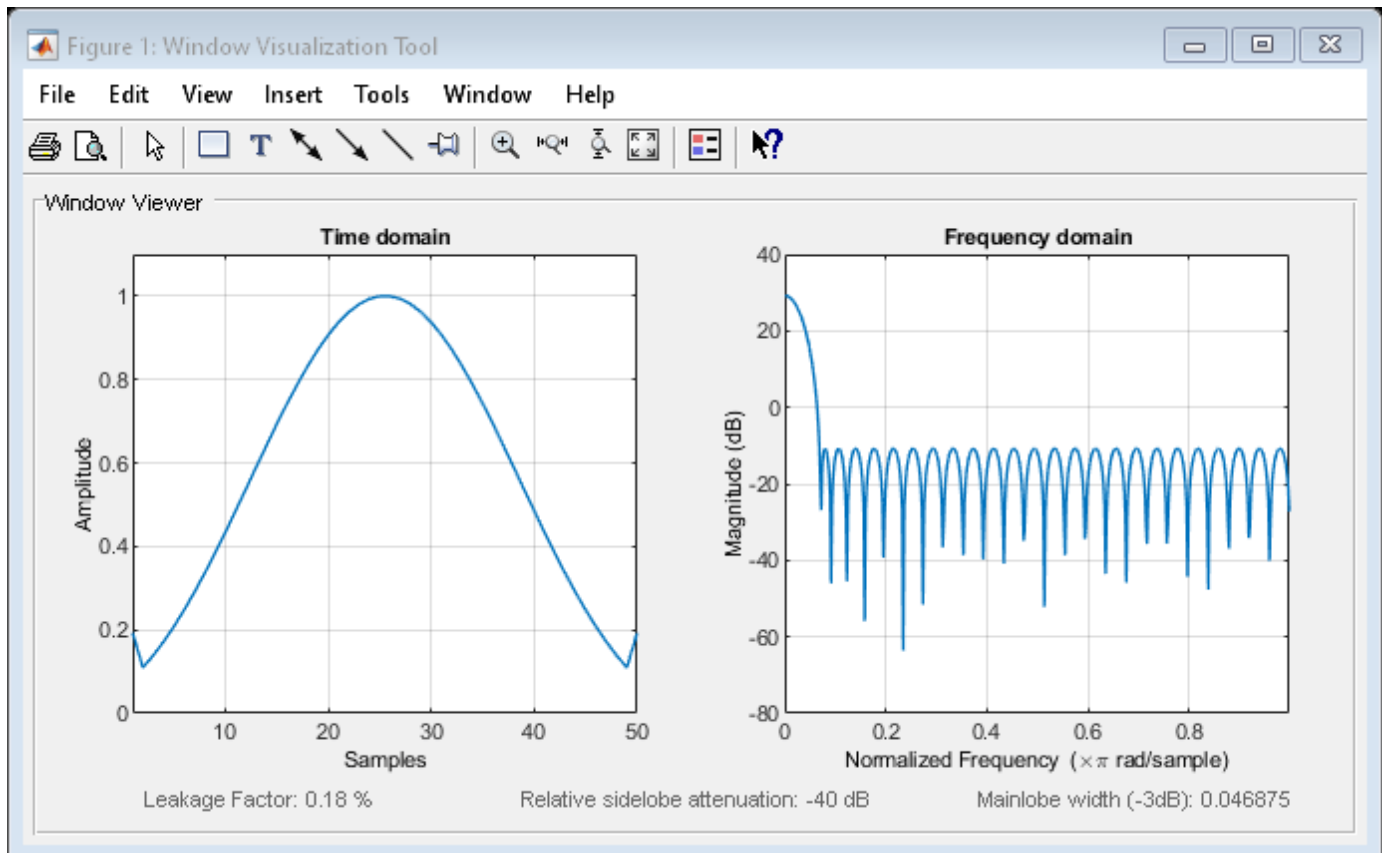 Figure 1: Window Visualization Tool
File Edit View Insert Tools Window Help
T
Window Viewer
Time domain
1
0.8
0.6
0.4
0.2
0
Amplitude
10 20 30 40 50
Samples
Frequency domain
40
20
0
-20
-40
-60
-80
Magnitude (dB)
0 0.2 0.4 0.6 0.8
Normalized Frequency (×π rad/sample)
Leakage Factor: 0.18 %
Relative sidelobe attenuation: -40 dB
Mainlobe width (-3dB): 0.046875